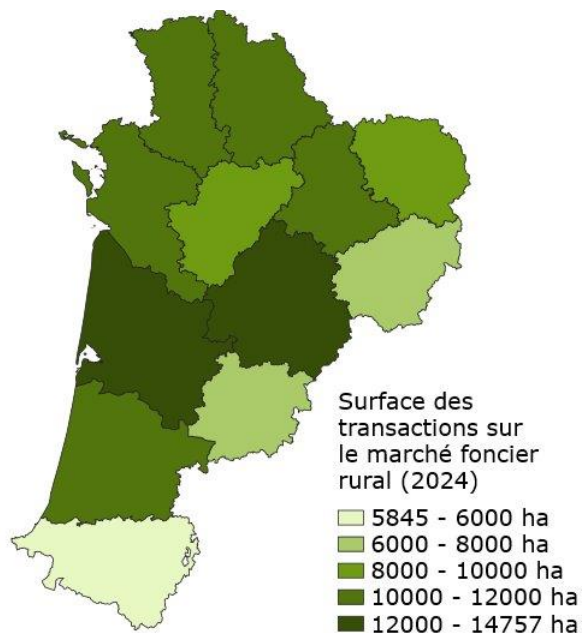 Surface des
transactions sur
le marché foncier
rural (2024)
5845 - 6000 ha
6000 - 8000 ha
8000 - 10000 ha
10000 - 12000 ha
12000 - 14757 ha